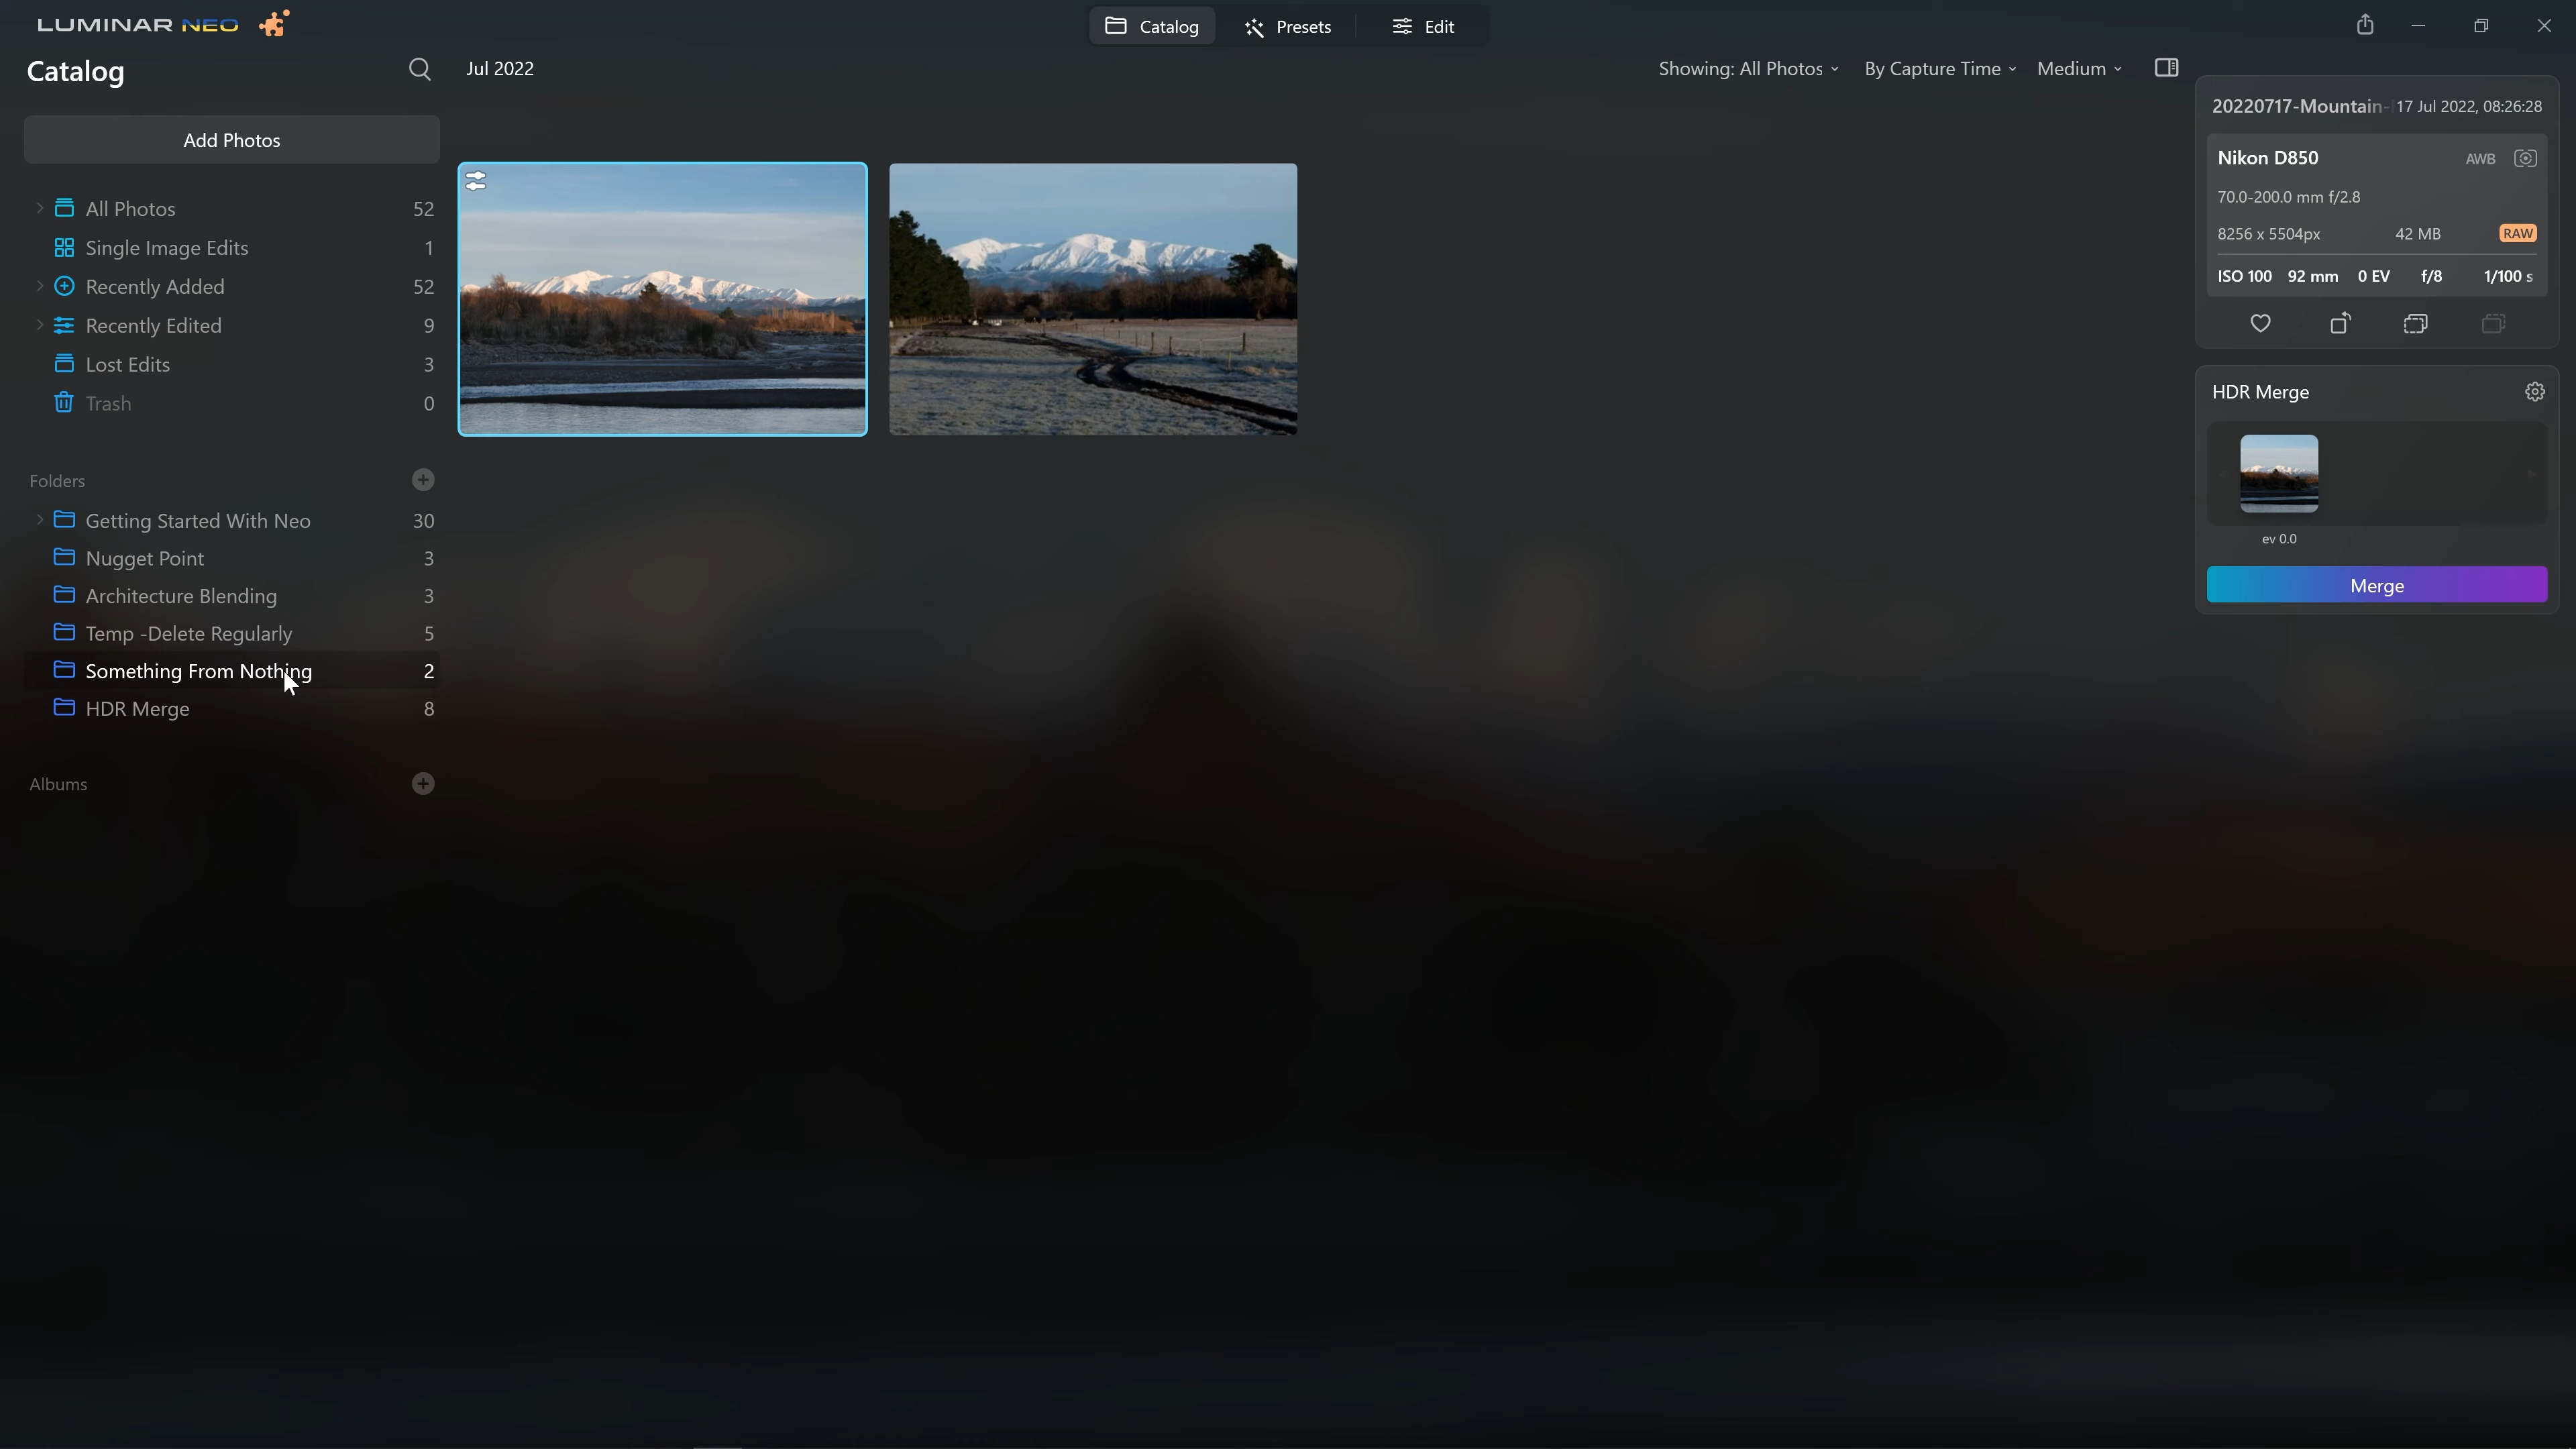 LUMINAR NEO
Catalog
Presets
Edit
Catalog
Jul 2022
Showing: All Photos
By Capture Time
Medium
Add Photos
All Photos 52
Single Image Edits 1
Recently Added 52
Recently Edited 9
Lost Edits 3
Trash 0
Folders
Getting Started With Neo 30
Nugget Point 3
Architecture Blending 3
Temp -Delete Regularly 5
Something From Nothing 2
HDR Merge 8
Albums
20220717-Mountain- 17 Jul 2022, 08:26:28
Nikon D850 AWB
70.0-200.0 mm f/2.8
8256 x 5504px 42 MB RAW
ISO 100 92 mm 0 EV f/8 1/100 s
HDR Merge
ev 0.0
Merge